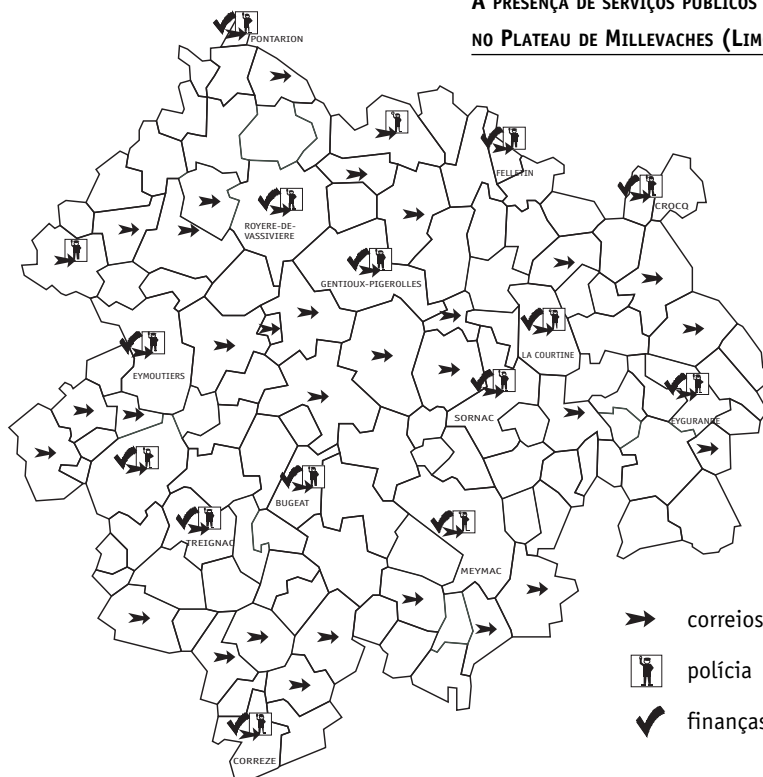 A PRESENÇA DE SERVIÇOS PÚBLICOS
NO PLATEAU DE MILLEVACHES (LIM
PONTARION
FELLETIN
CROCQ
ROYERE-DE-
VASSIVIERE
GENTIOUX-PIGEROLLES
LA COURTINE
EYMOUTIERS
EYGURANDE
SORNAC
BUGEAT
TREIGNAC
MEYMAC
correios
polícia
finanças
CORREZE